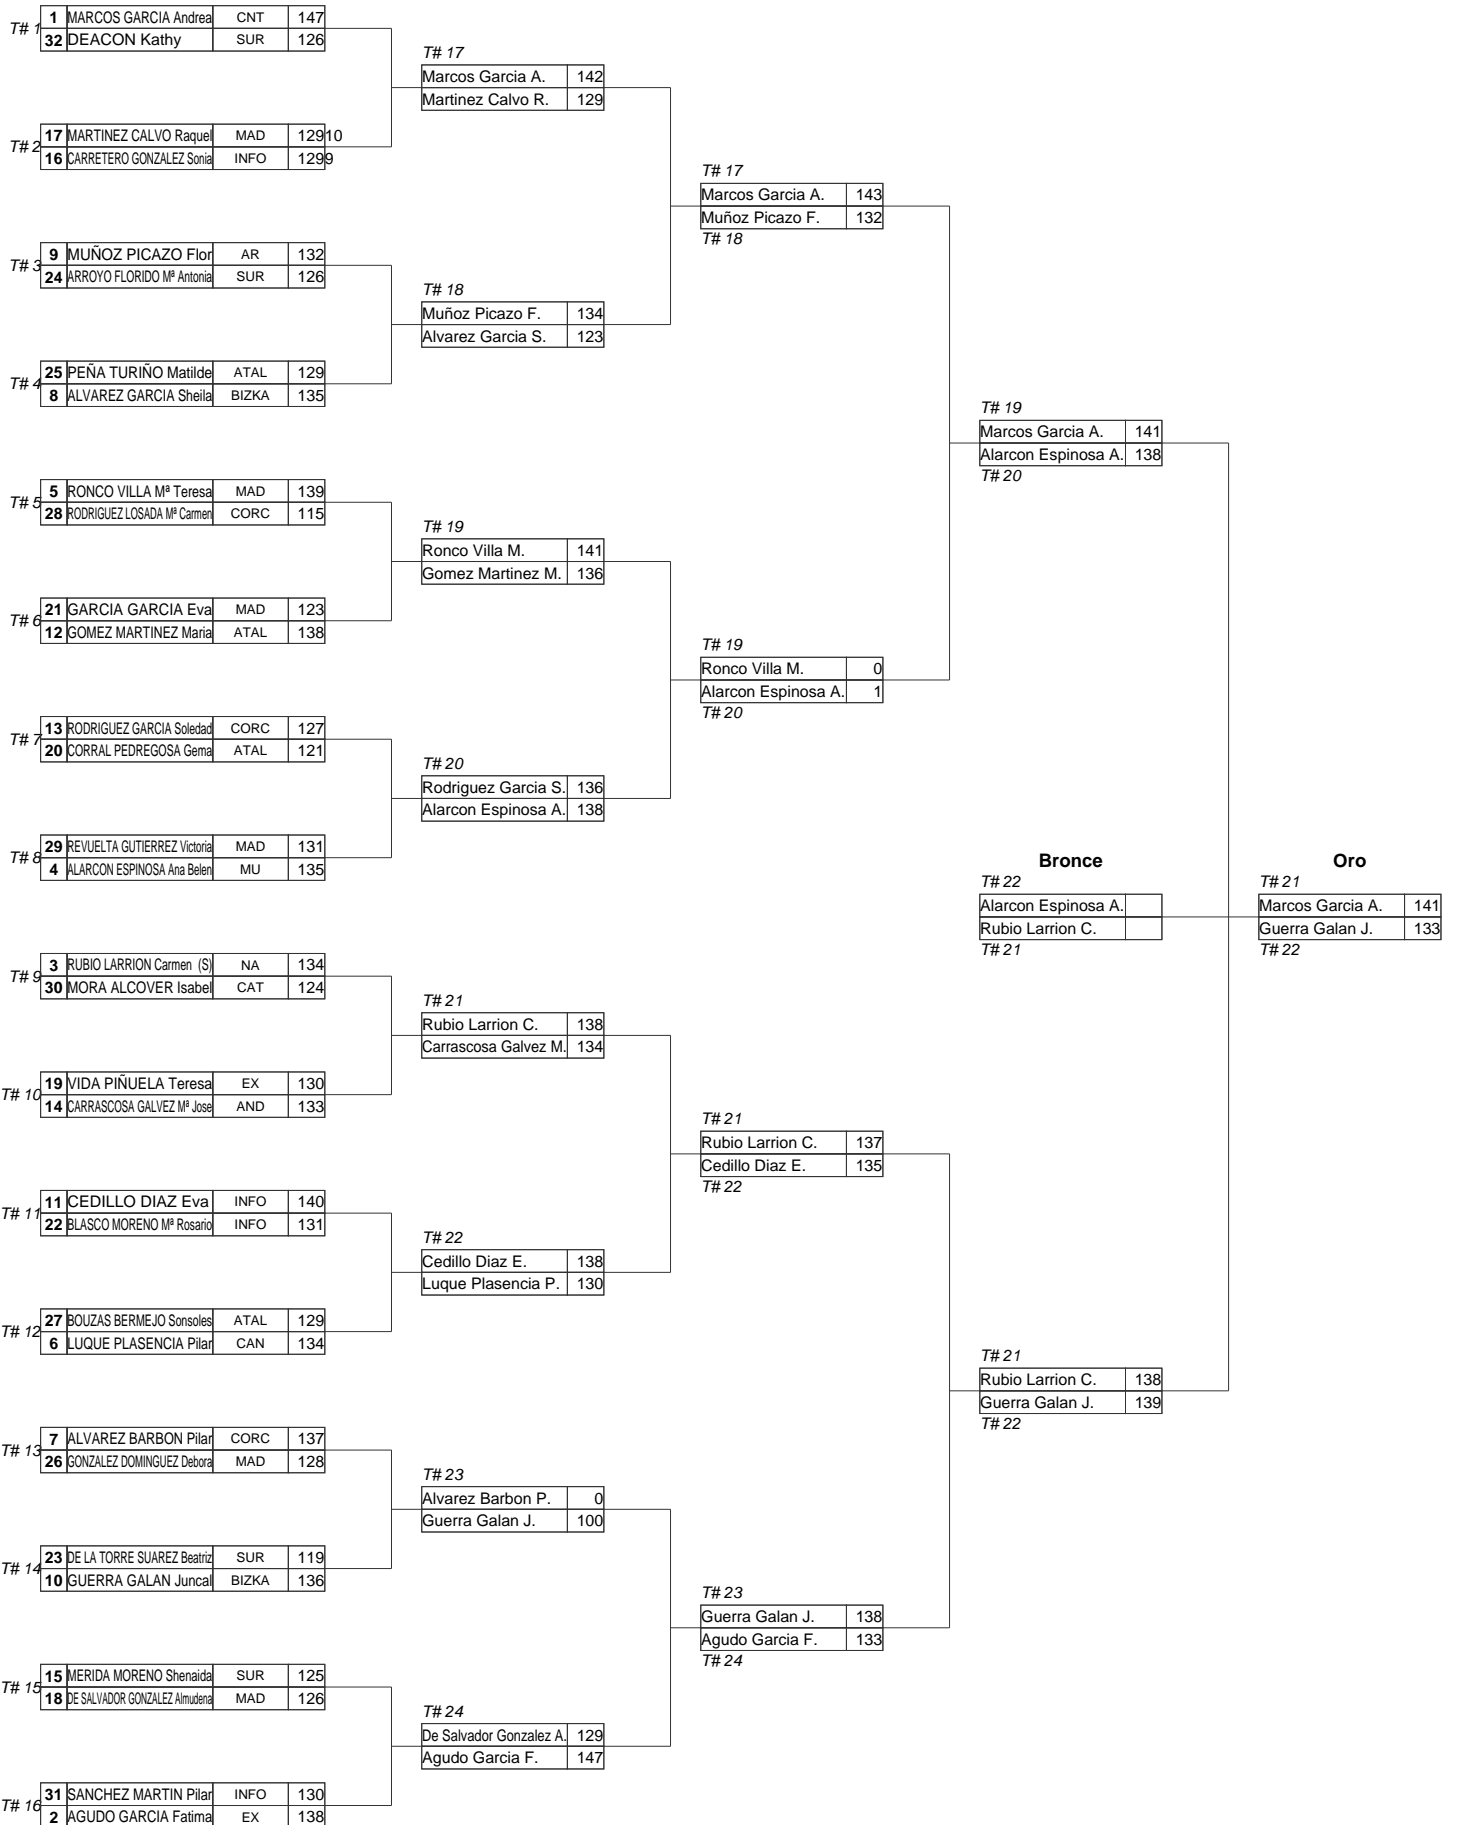 T# 1
1 MARCOS GARCIA Andrea CNT 147
32 DEACON Kathy SUR 126
T# 17
Marcos Garcia A. 142
Martinez Calvo R. 129
T# 2
17 MARTINEZ CALVO Raquel MAD 12910
16 CARRETERO GONZALEZ Sonia INFO 1299
T# 17
Marcos Garcia A. 143
Muñoz Picazo F. 132
T# 18
T# 3
9 MUÑOZ PICAZO Flor AR 132
24 ARROYO FLORIDO Mª Antonia SUR 126
T# 18
Muñoz Picazo F. 134
Alvarez Garcia S. 123
T# 4
25 PEÑA TURIÑO Matilde ATAL 129
8 ALVAREZ GARCIA Sheila BIZKA 135
T# 19
Marcos Garcia A. 141
Alarcon Espinosa A. 138
T# 20
T# 5
5 RONCO VILLA Mª Teresa MAD 139
28 RODRIGUEZ LOSADA Mª Carmen CORC 115
T# 19
Ronco Villa M. 141
Gomez Martinez M. 136
T# 6
21 GARCIA GARCIA Eva MAD 123
12 GOMEZ MARTINEZ Maria ATAL 138
T# 19
Ronco Villa M. 0
Alarcon Espinosa A. 1
T# 20
T# 7
13 RODRIGUEZ GARCIA Soledad CORC 127
20 CORRAL PEDREGOSA Gema ATAL 121
T# 20
Rodriguez Garcia S. 136
Alarcon Espinosa A. 138
T# 8
29 REVUELTA GUTIERREZ Victoria MAD 131
4 ALARCON ESPINOSA Ana Belen MU 135
Bronce
T# 22
Alarcon Espinosa A.
Rubio Larrion C.
T# 21
Oro
T# 21
Marcos Garcia A. 141
Guerra Galan J. 133
T# 22
T# 9
3 RUBIO LARRION Carmen (S) NA 134
30 MORA ALCOVER Isabel CAT 124
T# 21
Rubio Larrion C. 138
Carrascosa Galvez M. 134
T# 10
19 VIDA PIÑUELA Teresa EX 130
14 CARRASCOSA GALVEZ Mª Jose AND 133
T# 21
Rubio Larrion C. 137
Cedillo Diaz E. 135
T# 22
T# 11
11 CEDILLO DIAZ Eva INFO 140
22 BLASCO MORENO Mª Rosario INFO 131
T# 22
Cedillo Diaz E. 138
Luque Plasencia P. 130
T# 12
27 BOUZAS BERMEJO Sonsoles ATAL 129
6 LUQUE PLASENCIA Pilar CAN 134
T# 21
Rubio Larrion C. 138
Guerra Galan J. 139
T# 22
T# 13
7 ALVAREZ BARBON Pilar CORC 137
26 GONZALEZ DOMINGUEZ Debora MAD 128
T# 23
Alvarez Barbon P. 0
Guerra Galan J. 100
T# 14
23 DE LA TORRE SUAREZ Beatriz SUR 119
10 GUERRA GALAN Juncal BIZKA 136
T# 23
Guerra Galan J. 138
Agudo Garcia F. 133
T# 24
T# 15
15 MERIDA MORENO Shenaida SUR 125
18 DE SALVADOR GONZALEZ Almudena MAD 126
T# 24
De Salvador Gonzalez A. 129
Agudo Garcia F. 147
T# 16
31 SANCHEZ MARTIN Pilar INFO 130
2 AGUDO GARCIA Fatima EX 138